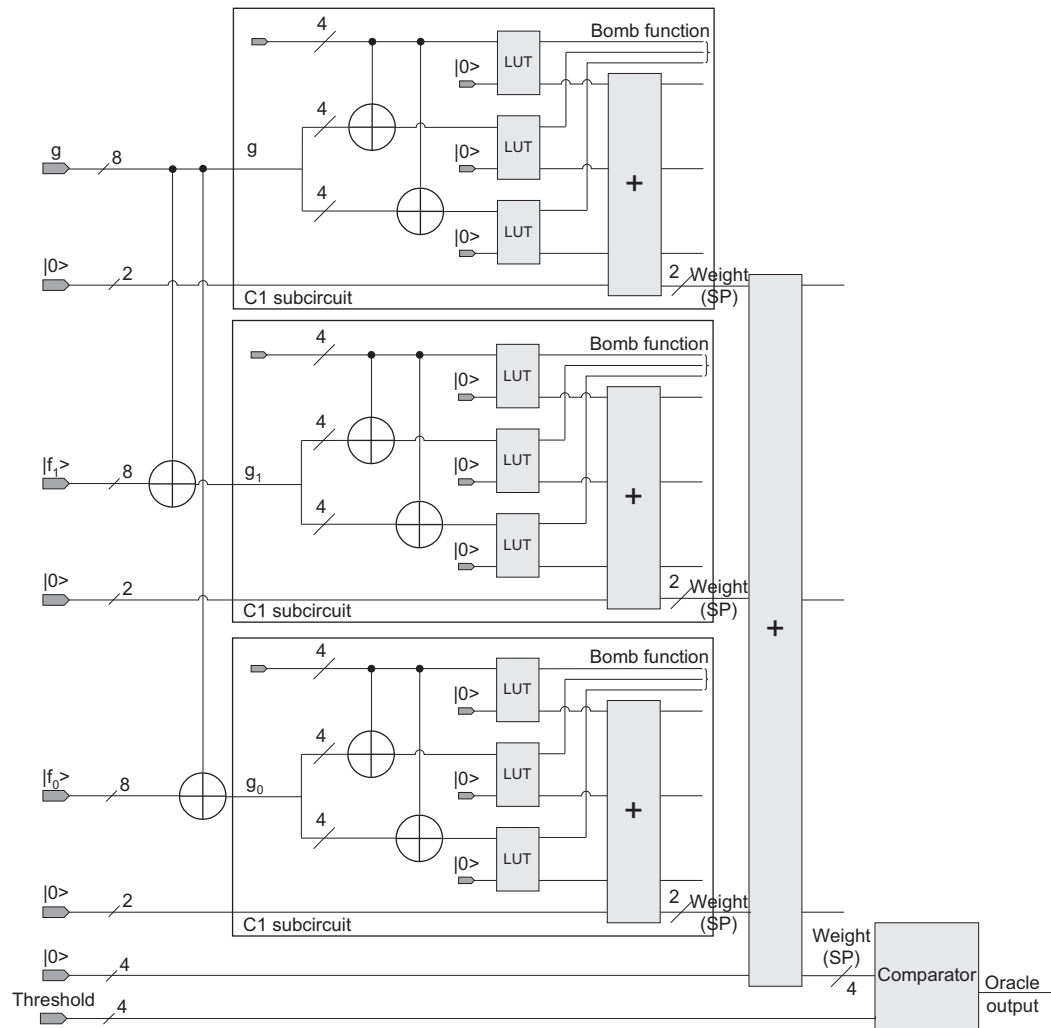 4
Bomb function
LUT
|0>
4
LUT
|0>
g
8
g
+
4
LUT
|0>
|0>
2
2
Weight
(SP)
C1 subcircuit
4
Bomb function
LUT
|0>
4
LUT
|0>
|f1>
8
g1
+
4
LUT
|0>
|0>
2
2
Weight
(SP)
C1 subcircuit
+
4
Bomb function
LUT
|0>
4
LUT
|0>
|f0>
8
g0
+
4
LUT
|0>
|0>
2
2
Weight
(SP)
C1 subcircuit
|0>
4
Weight
(SP)
4
Comparator
Oracle
output
Threshold
4